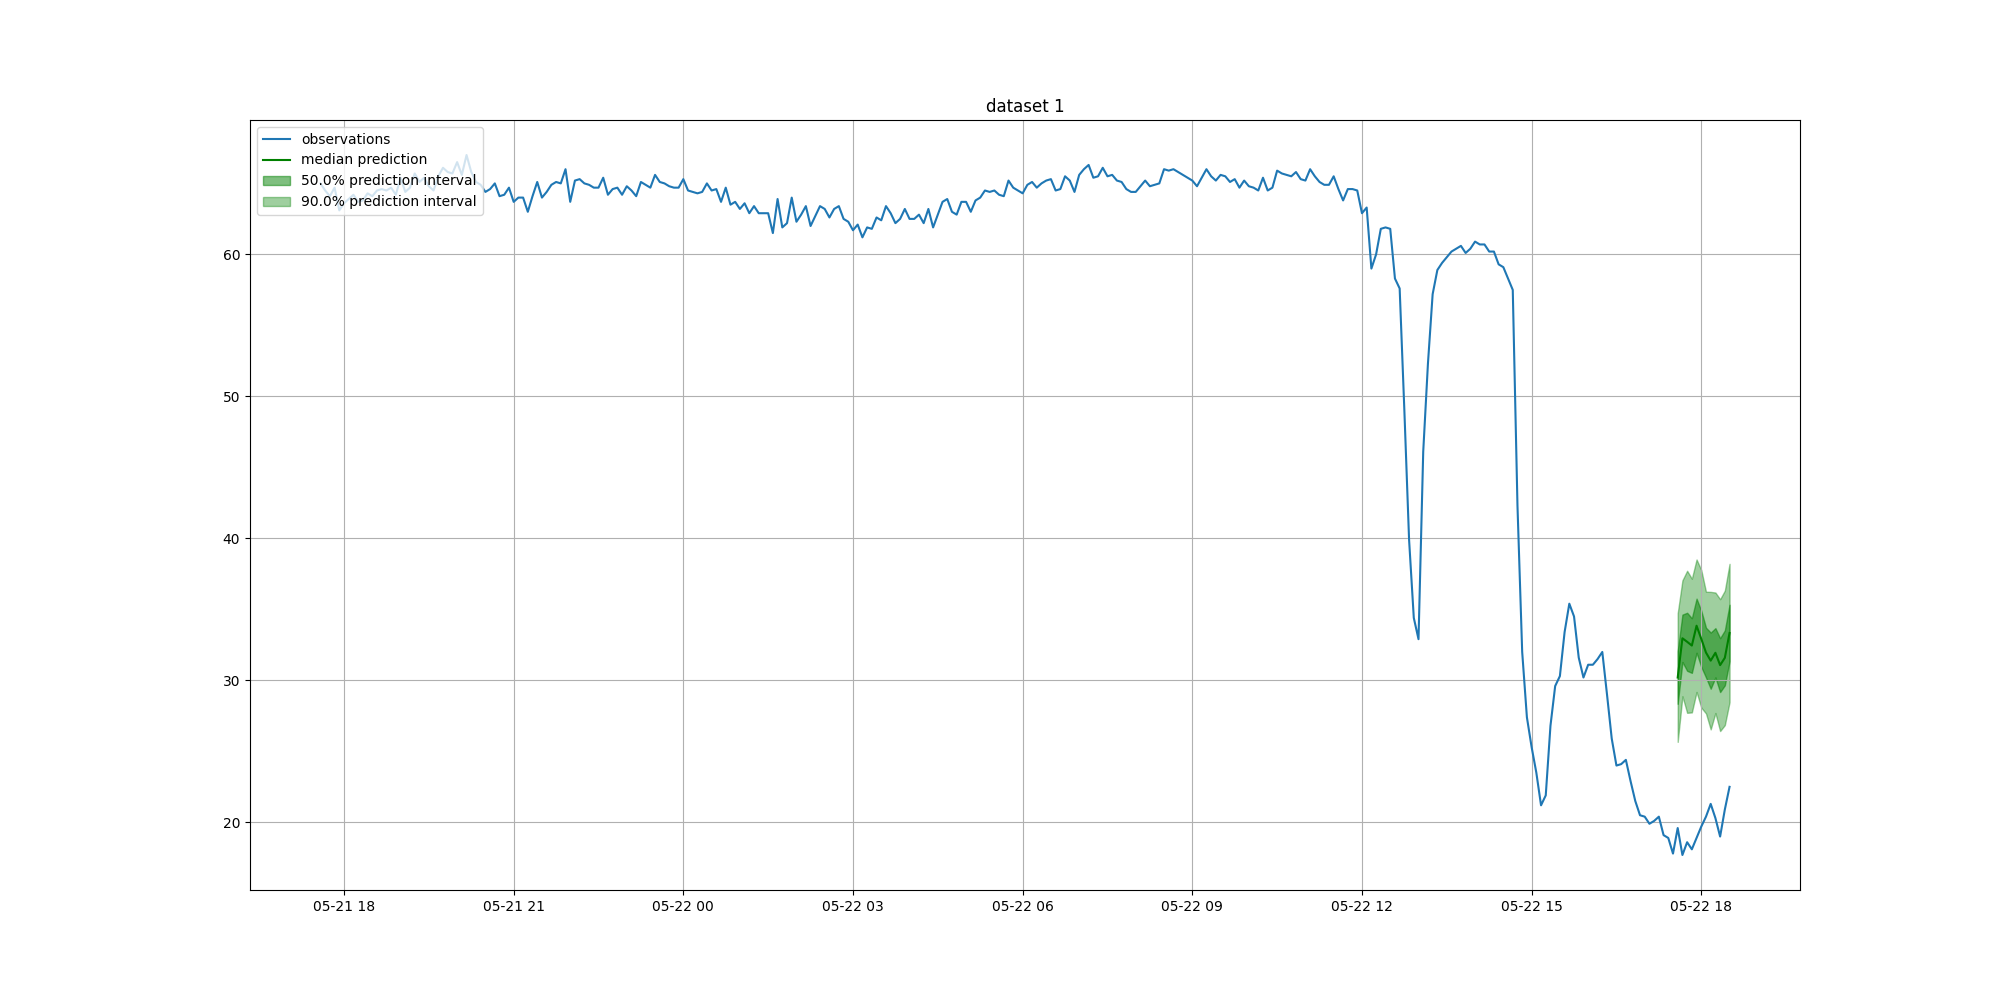 dataset 1
observations
median prediction
50.0% prediction interval
90.0% prediction interval
60
50
40
30
20
05-21 18
05-21 21
05-22 00
05-22 03
05-22 06
05-22 09
05-22 12
05-22 15
05-22 18